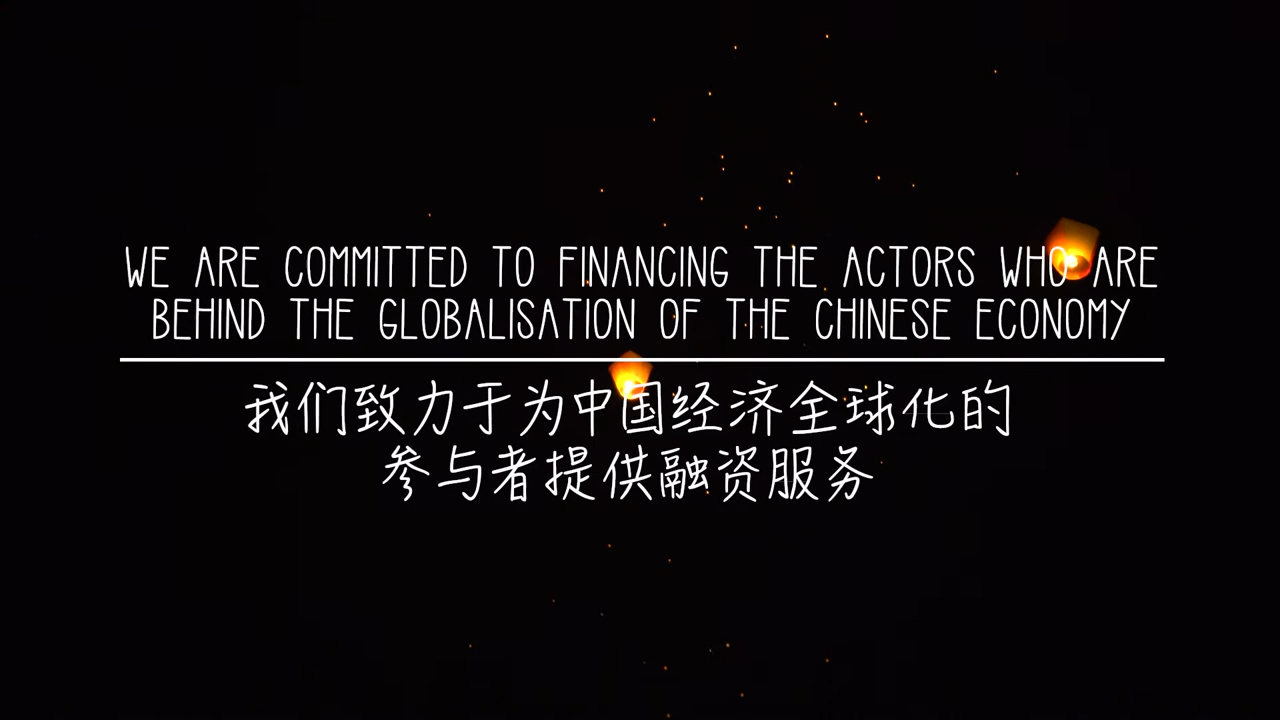 WE ARE COMMITTED TO FINANCING THE ACTORS WHO ARE
BEHIND THE GLOBALISATION OF THE CHINESE ECONOMY
我们致力于为中国经济全球化的
参与者提供融资服务